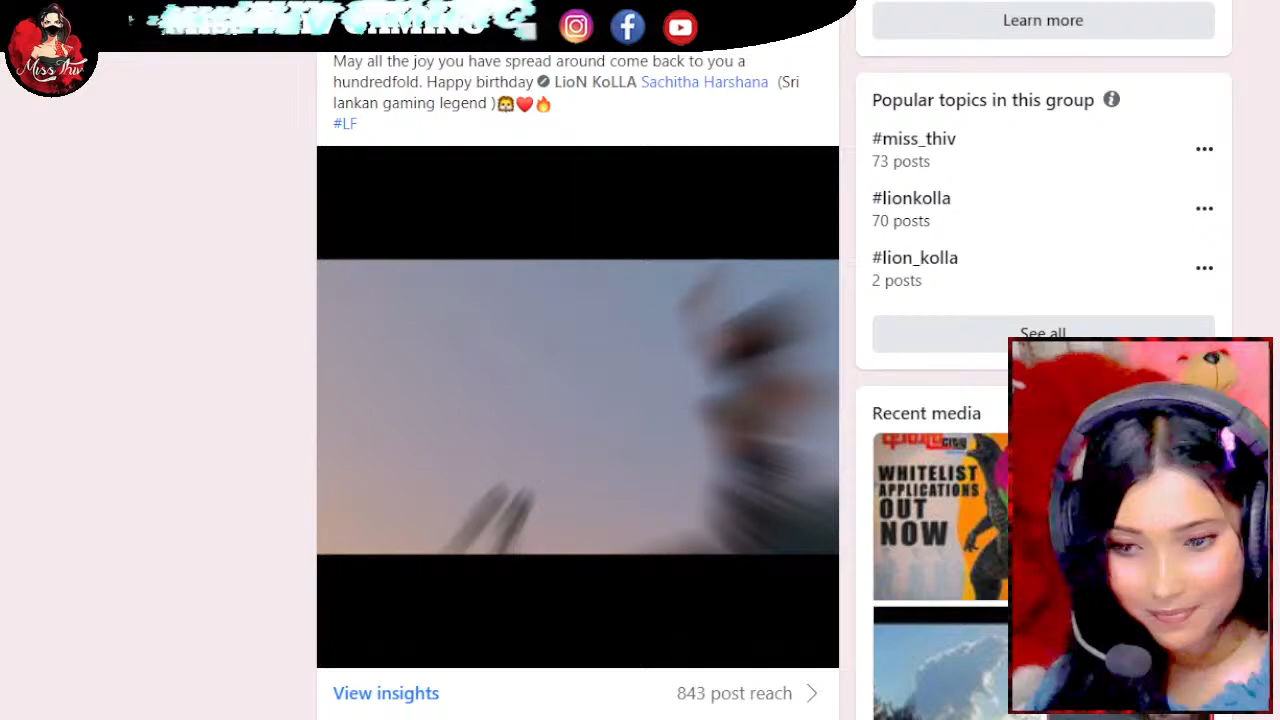 Miss Thiv
May all the joy you have spread around come back to you a
hundredfold. Happy birthday LioN KoLLA Sachitha Harshana (Sri
lankan gaming legend )🦁❤️🔥
#LF
View insights
843 post reach
Learn more
Popular topics in this group
#miss_thiv
73 posts
#lionkolla
70 posts
#lion_kolla
2 posts
See all
Recent media
WHITELIST
APPLICATIONS
OUT
NOW